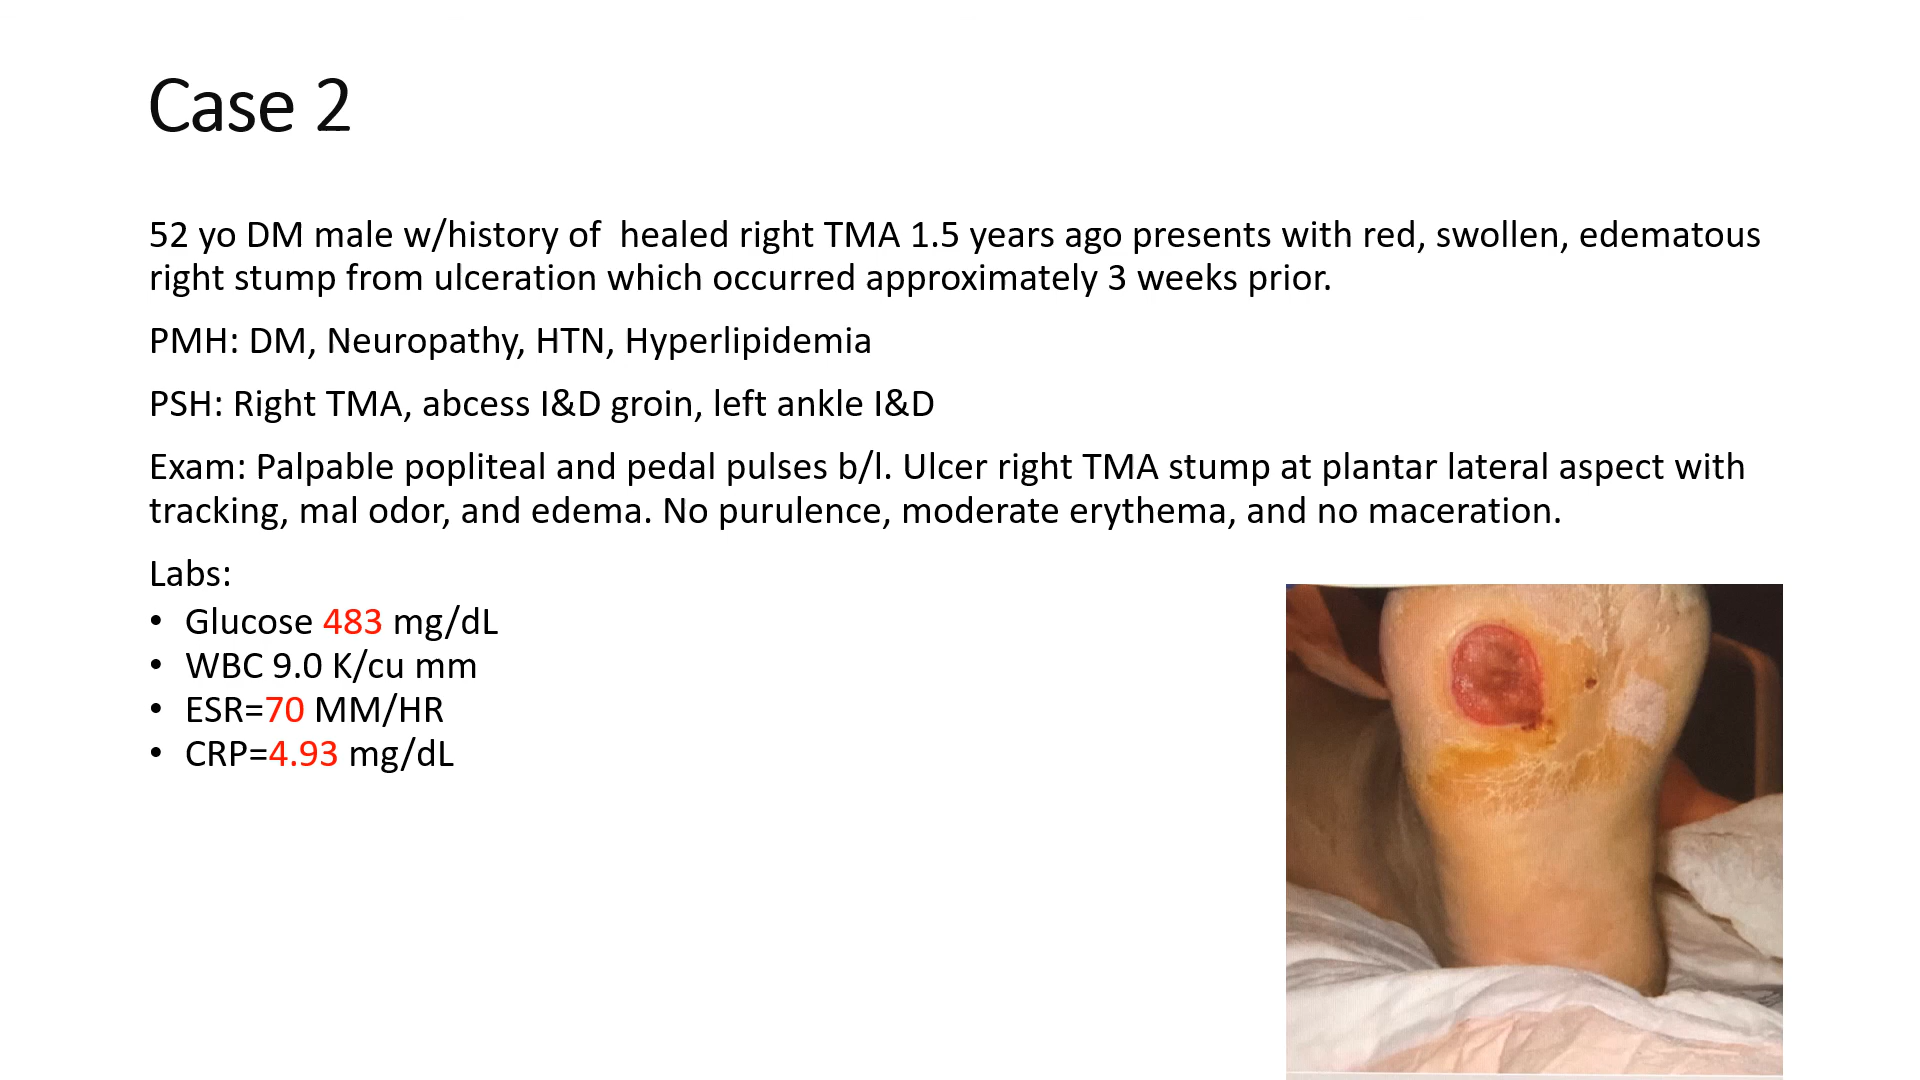 Case 2
52 yo DM male w/history of  healed right TMA 1.5 years ago presents with red, swollen, edematous
right stump from ulceration which occurred approximately 3 weeks prior.
PMH: DM, Neuropathy, HTN, Hyperlipidemia
PSH: Right TMA, abcess I&D groin, left ankle I&D
Exam: Palpable popliteal and pedal pulses b/l. Ulcer right TMA stump at plantar lateral aspect with
tracking, mal odor, and edema. No purulence, moderate erythema, and no maceration.
Labs:
• Glucose 483 mg/dL
• WBC 9.0 K/cu mm
• ESR=70 MM/HR
• CRP=4.93 mg/dL